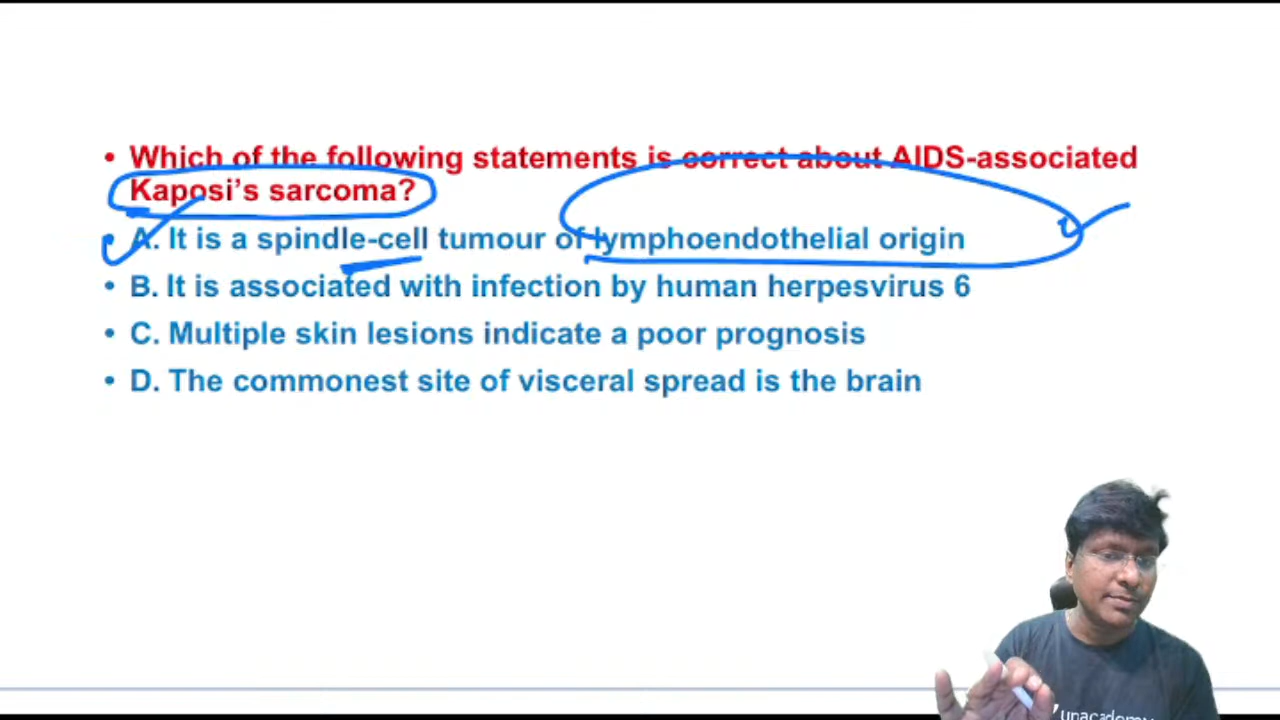 • Which of the following statements is correct about AIDS-associated
Kaposi's sarcoma?
• A. It is a spindle-cell tumour of lymphoendothelial origin
• B. It is associated with infection by human herpesvirus 6
• C. Multiple skin lesions indicate a poor prognosis
• D. The commonest site of visceral spread is the brain
unacademy